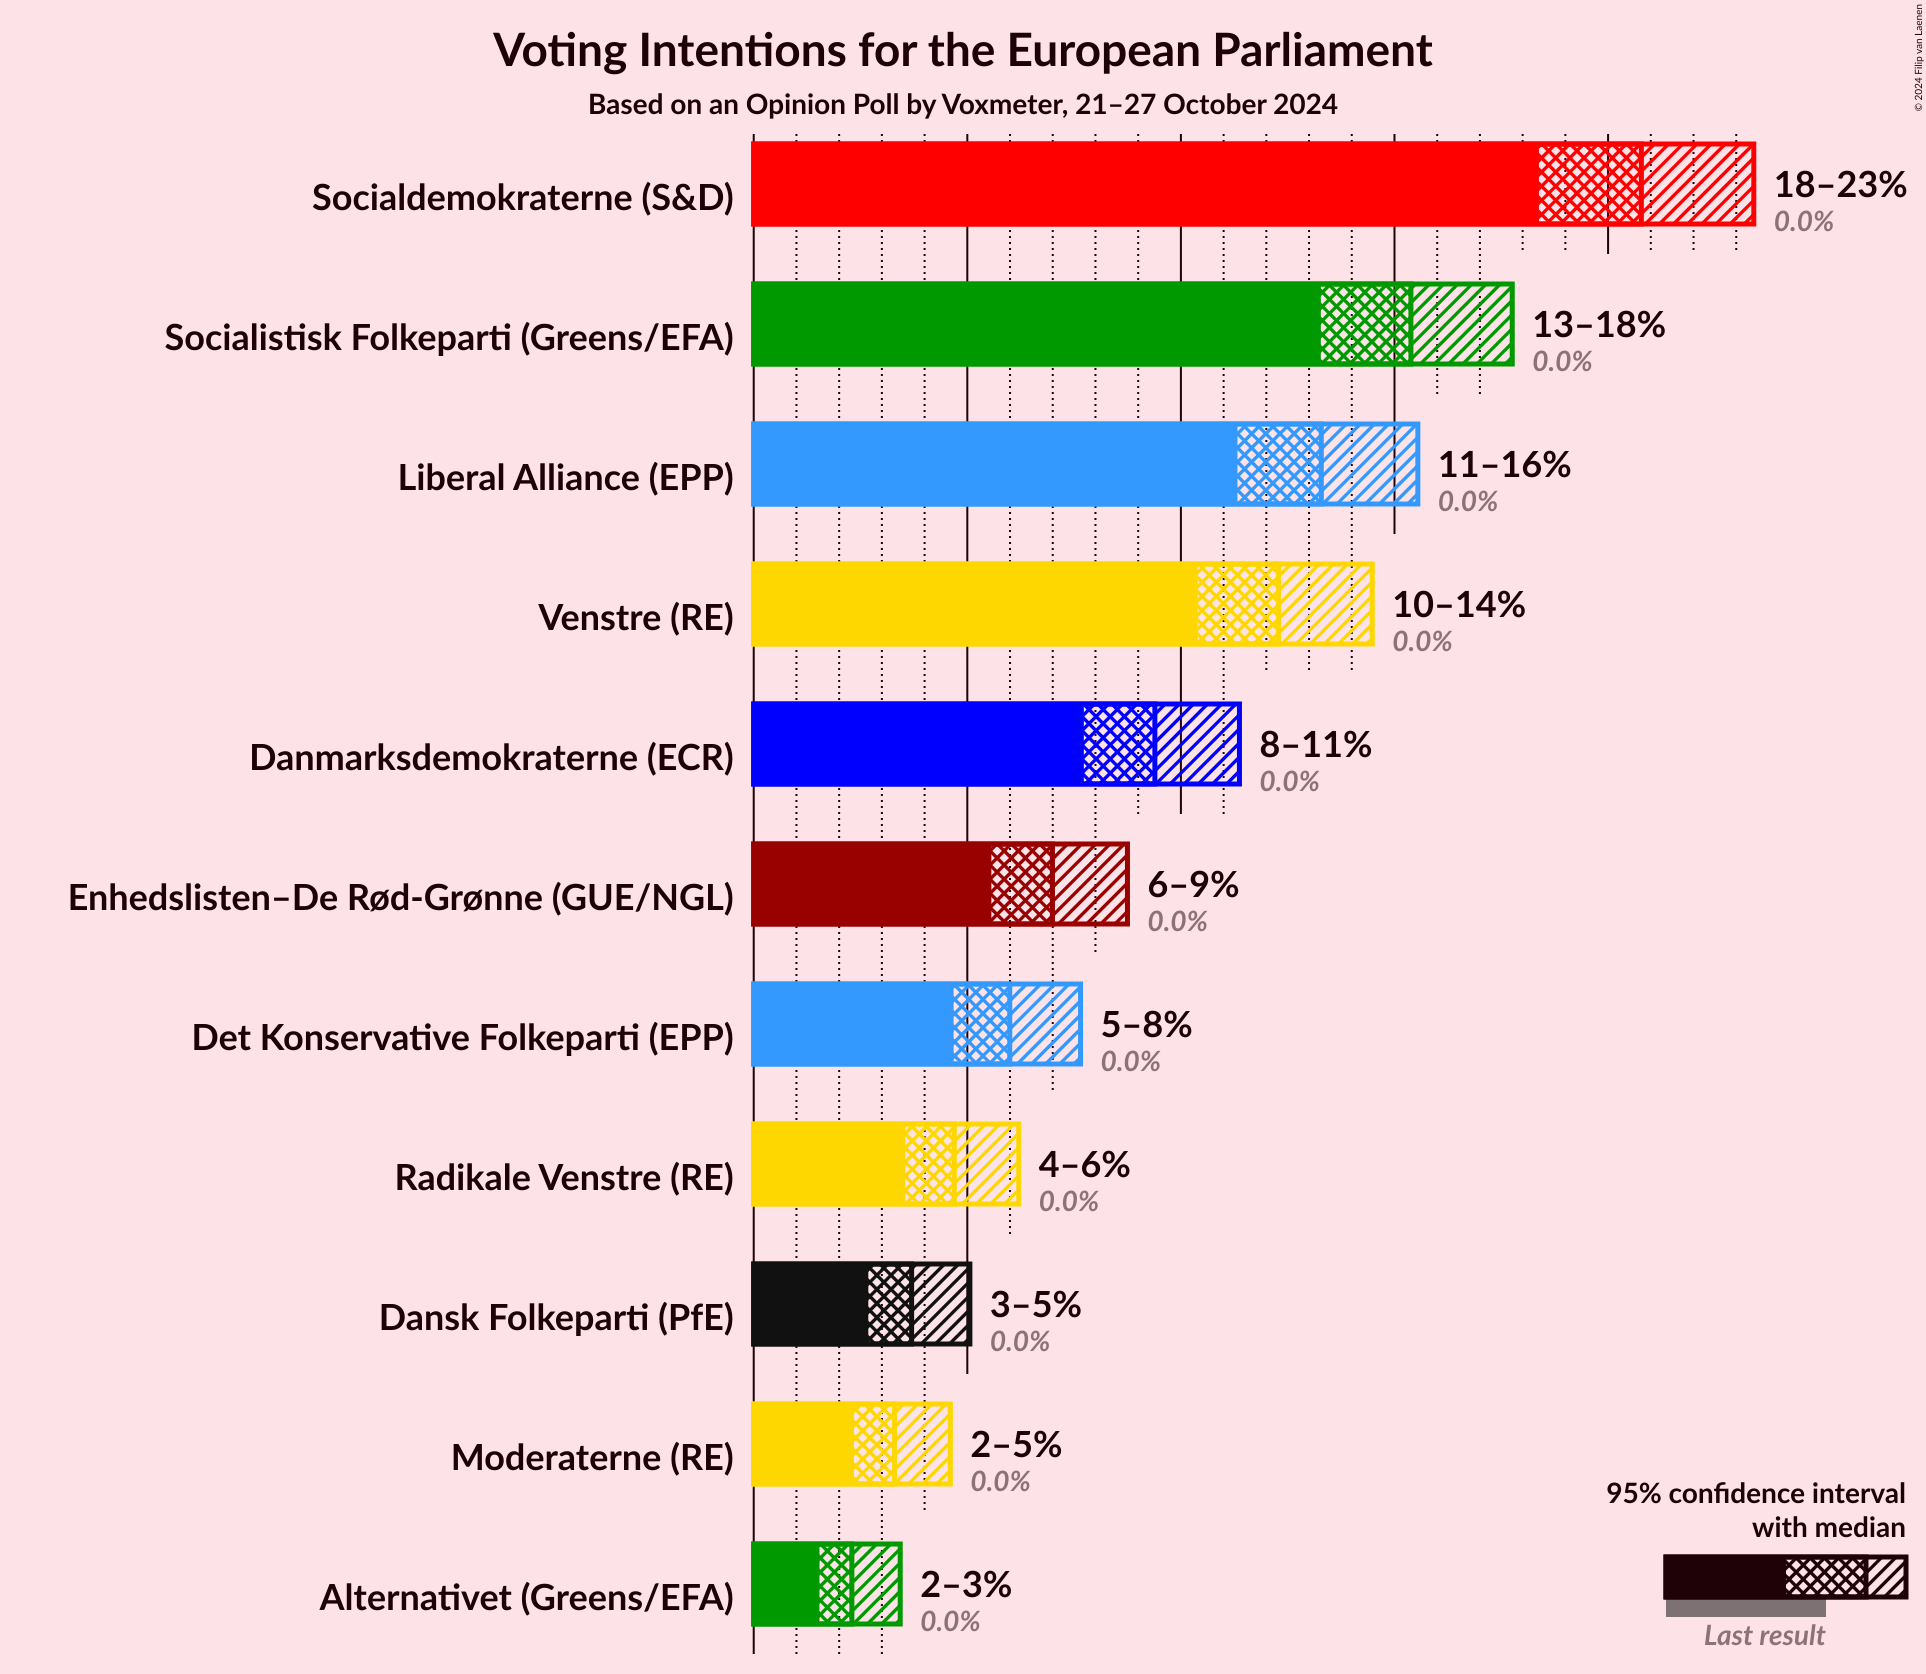 © 2024 Filip van Laenen
Voting Intentions for the European Parliament
Based on an Opinion Poll by Voxmeter, 21–27 October 2024
Socialdemokraterne (S&D)
18–23%
0.0%
Socialistisk Folkeparti (Greens/EFA)
13–18%
0.0%
Liberal Alliance (EPP)
11–16%
0.0%
Venstre (RE)
10–14%
0.0%
Danmarksdemokraterne (ECR)
8–11%
0.0%
Enhedslisten–De Rød-Grønne (GUE/NGL)
6–9%
0.0%
Det Konservative Folkeparti (EPP)
5–8%
0.0%
Radikale Venstre (RE)
4–6%
0.0%
Dansk Folkeparti (PfE)
3–5%
0.0%
Moderaterne (RE)
2–5%
0.0%
Alternativet (Greens/EFA)
2–3%
0.0%
95% confidence interval
with median
Last result